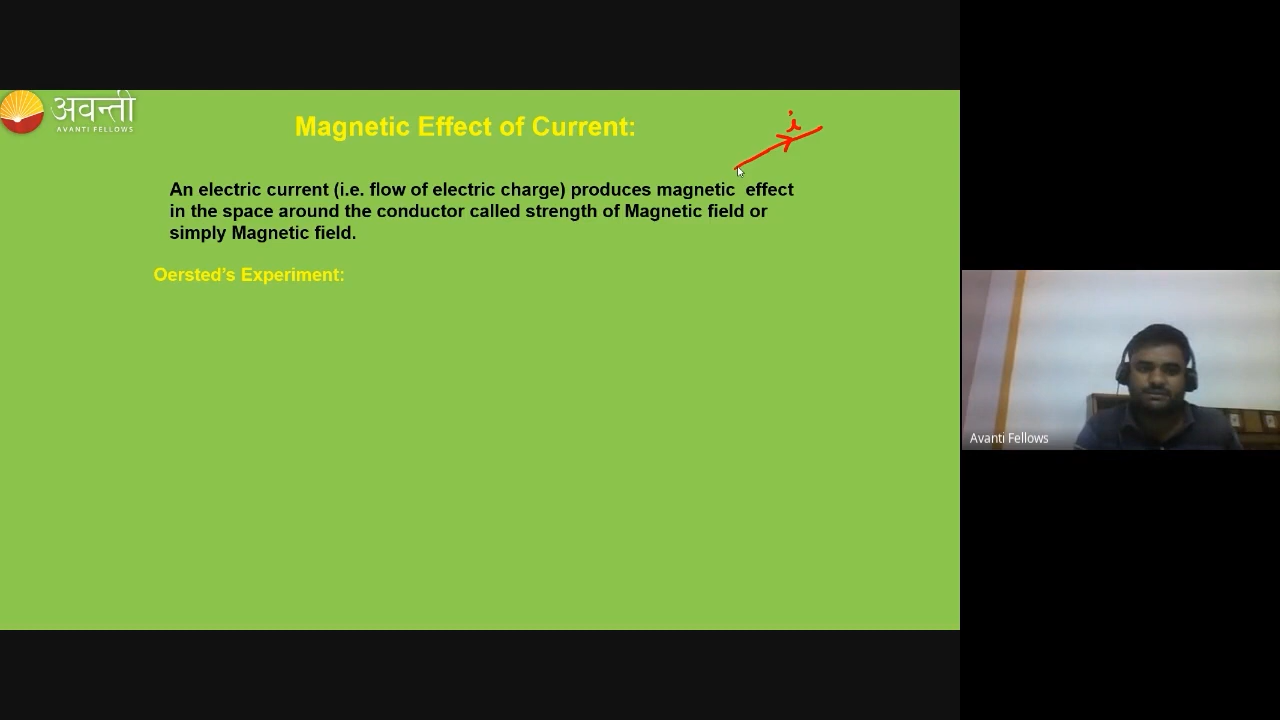 अवन्ती
AVANTI FELLOWS
Magnetic Effect of Current:
i
An electric current (i.e. flow of electric charge) produces magnetic effect
in the space around the conductor called strength of Magnetic field or
simply Magnetic field.
Oersted’s Experiment:
Avanti Fellows